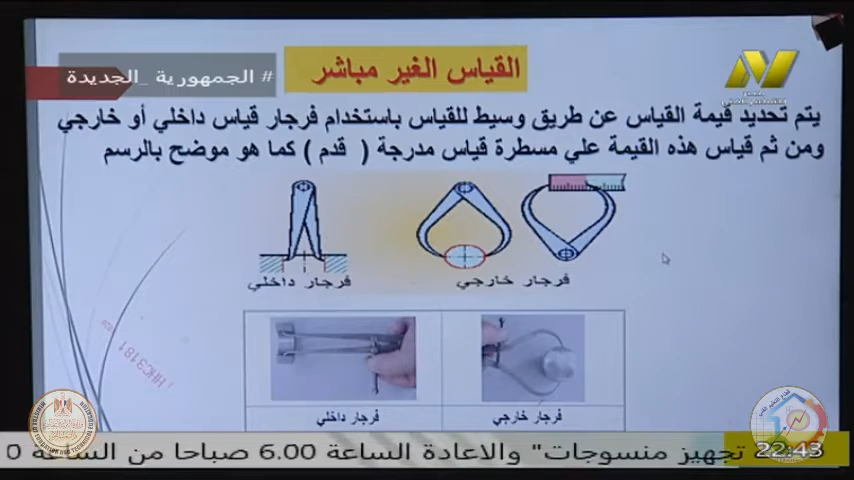 القياس الغير مباشر
# الجمهورية _الجديدة
يتم تحديد قيمة القياس عن طريق وسيط للقياس باستخدام فرجار قياس داخلي أو خارجي
ومن ثم قياس هذه القيمة علي مسطرة قياس مدرجة ( قدم ) كما هو موضح بالرسم
فرجار خارجي
فرجار داخلي
فرجار خارجي
فرجار داخلي
HHC3181
تجهيز منسوجات" والاعادة الساعة 6.00 صباحا من الساعة
22:43